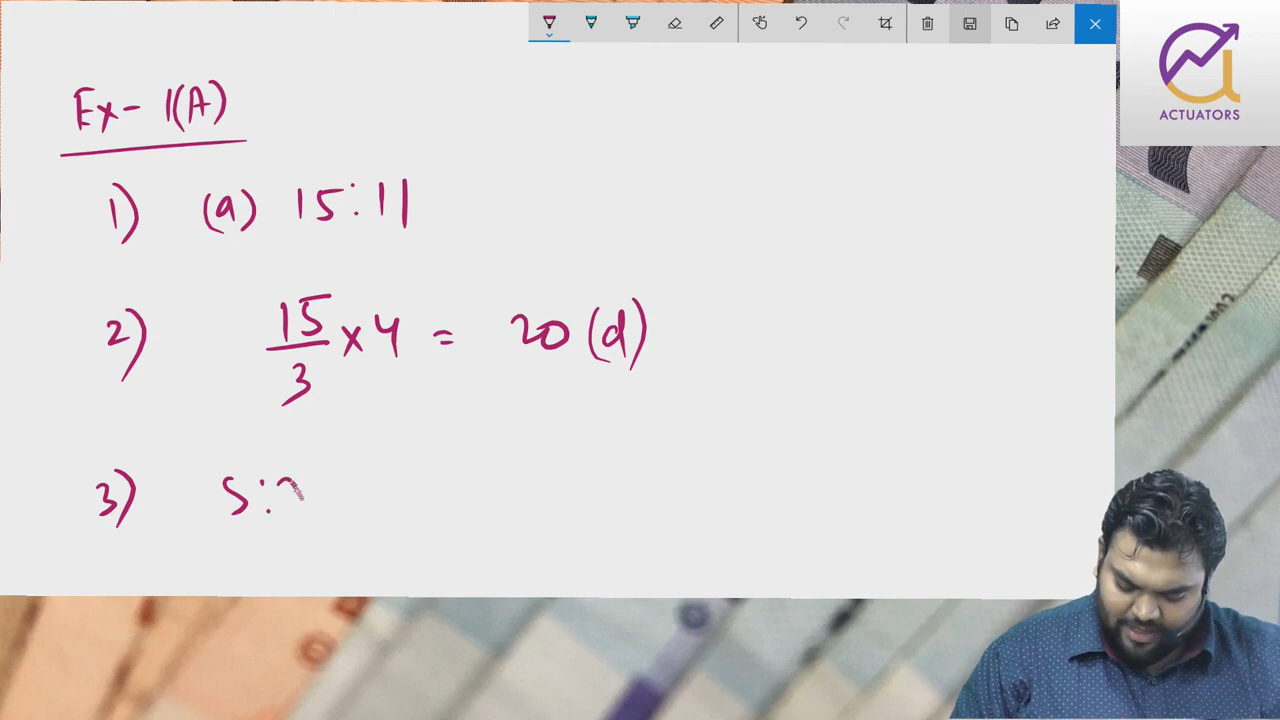 Ex- 1(A)
1) (a) 15:11
2) 15/3 x 4 = 20 (d)
3) 5:
ACTUATORS